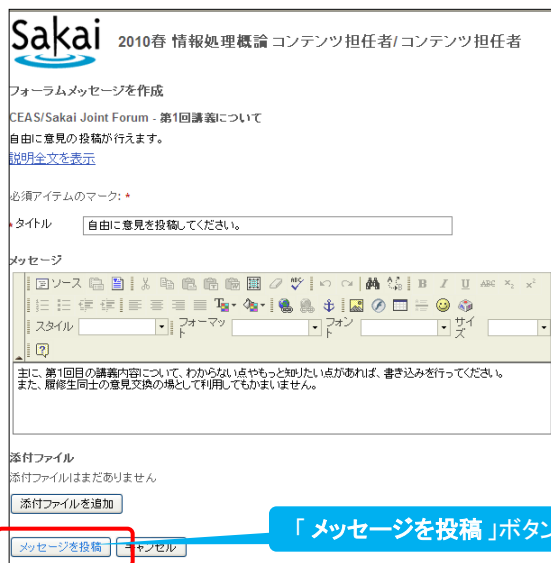 Sakai 2010春 情報処理概論 コンテンツ担任者/コンテンツ担任者
フォーラムメッセージを作成
CEAS/Sakai Joint Forum - 第1回講義について
自由に意見の投稿が行えます。
説明全文を表示
必須アイテムのマーク: *
* タイトル 自由に意見を投稿してください。
メッセージ
ソース B I U ABC x₂ x²
スタイル フォーマット フォント サイズ
主に、第1回目の講義内容について、わからない点やもっと知りたい点があれば、書き込みを行ってください。
また、履修生同士の意見交換の場として利用してもかまいません。
添付ファイル
添付ファイルはまだありません
添付ファイルを追加
メッセージを投稿 キャンセル
「 メッセージを投稿 」ボタン